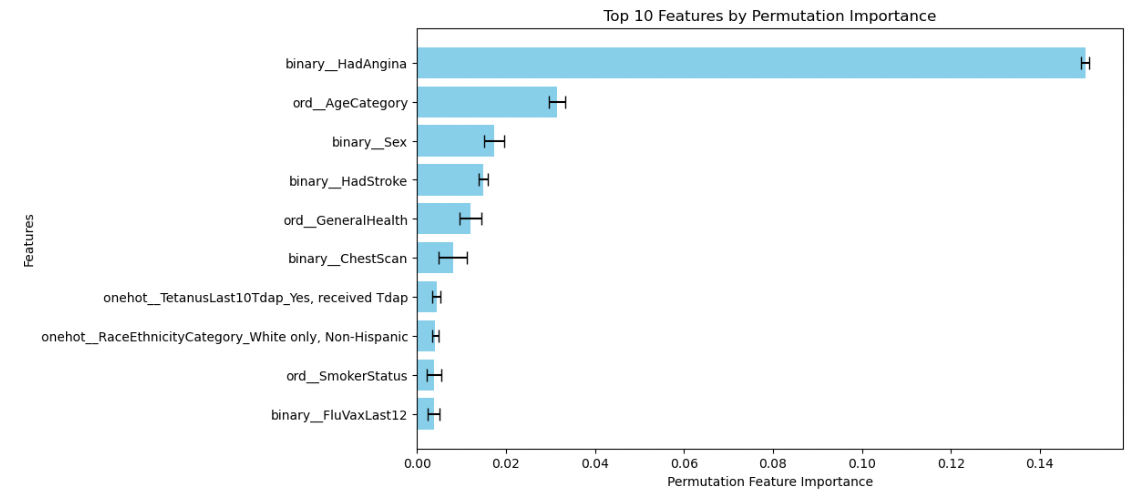 Top 10 Features by Permutation Importance
binary__HadAngina
ord__AgeCategory
binary__Sex
binary__HadStroke
ord__GeneralHealth
binary__ChestScan
onehot__TetanusLast10Tdap_Yes, received Tdap
onehot__RaceEthnicityCategory_White only, Non-Hispanic
ord__SmokerStatus
binary__FluVaxLast12
Features
0.00 0.02 0.04 0.06 0.08 0.10 0.12 0.14
Permutation Feature Importance